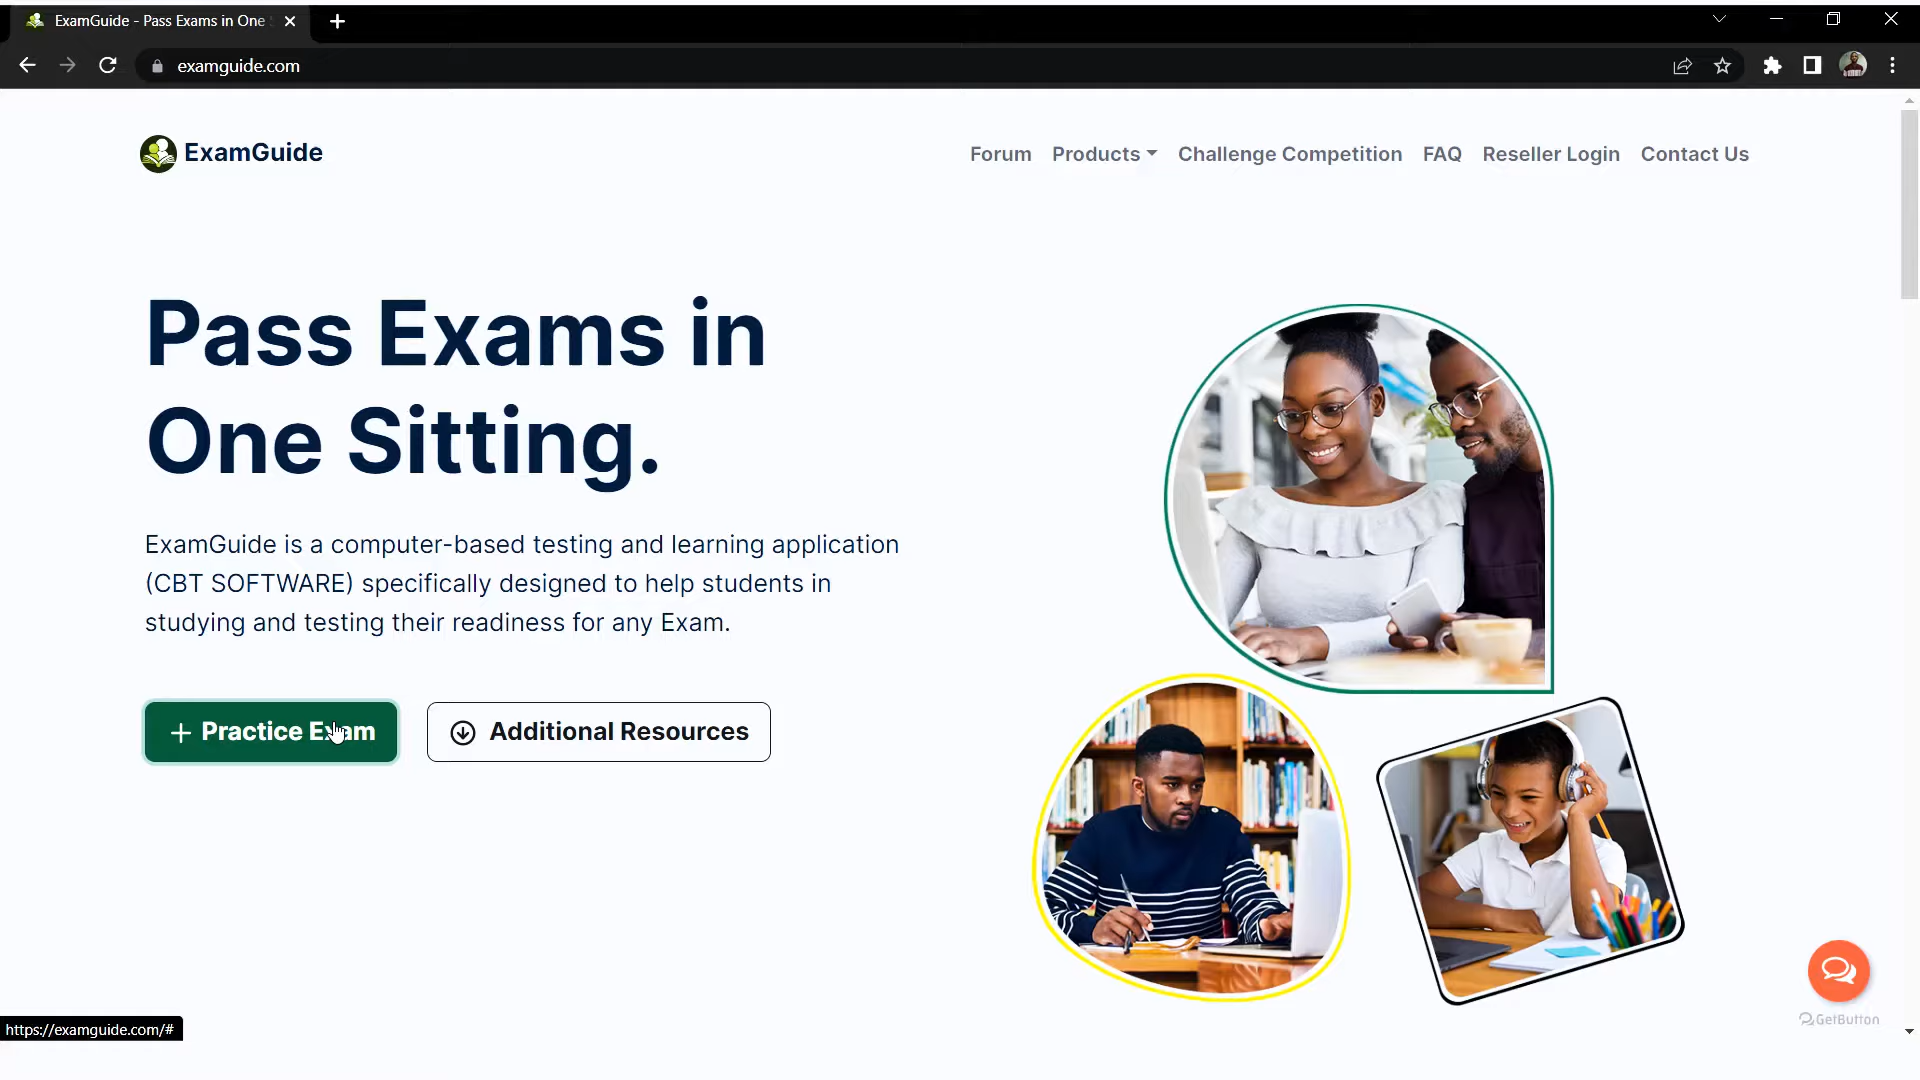 ExamGuide - Pass Exams in One
examguide.com
ExamGuide
Forum Products Challenge Competition FAQ Reseller Login Contact Us
Pass Exams in
One Sitting.
ExamGuide is a computer-based testing and learning application
(CBT SOFTWARE) specifically designed to help students in
studying and testing their readiness for any Exam.
Practice Exam Additional Resources
GetButton
https://examguide.com/#